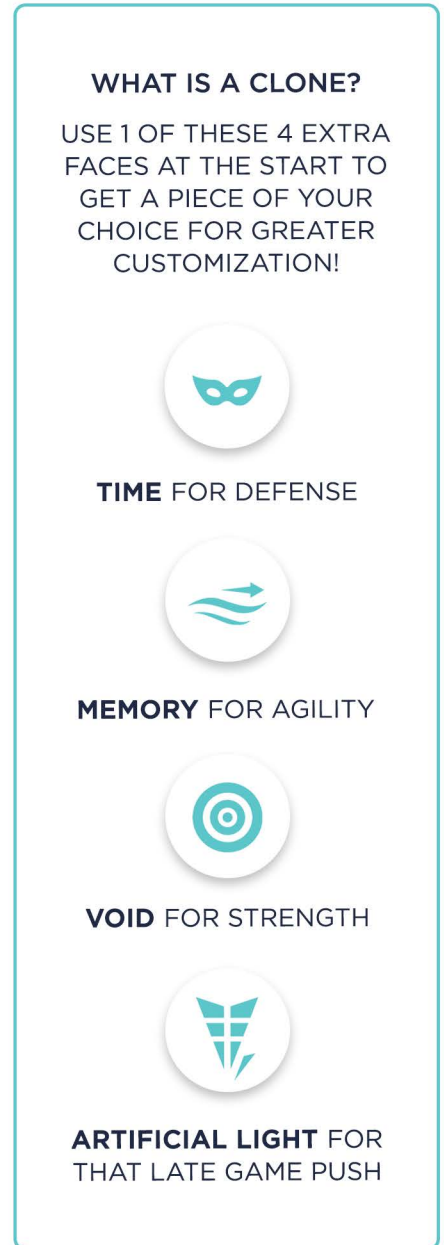 WHAT IS A CLONE?
USE 1 OF THESE 4 EXTRA
FACES AT THE START TO
GET A PIECE OF YOUR
CHOICE FOR GREATER
CUSTOMIZATION!
TIME FOR DEFENSE
MEMORY FOR AGILITY
VOID FOR STRENGTH
ARTIFICIAL LIGHT FOR
THAT LATE GAME PUSH